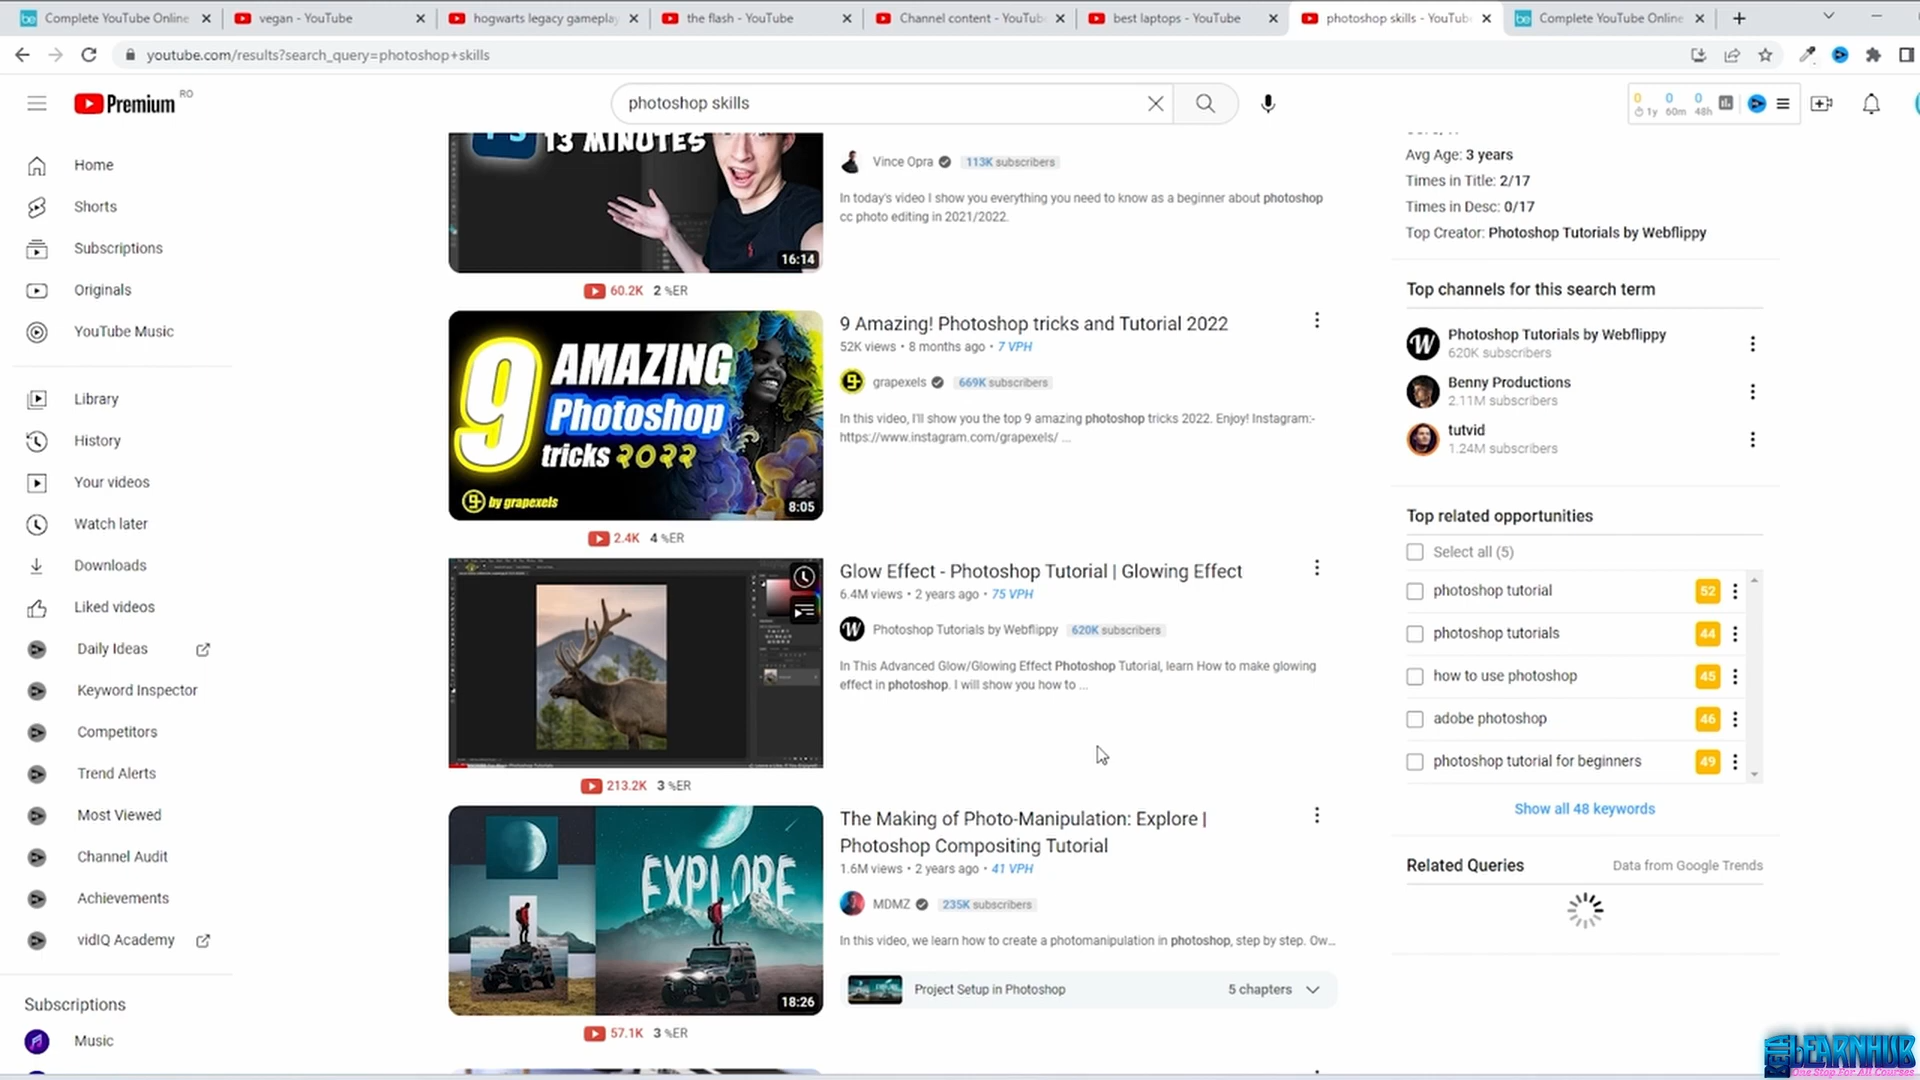 Complete YouTube Online
vegan - YouTube
hogwarts legacy gameplay
the flash - YouTube
Channel content - YouTube
best laptops - YouTube
photoshop skills - YouTube
Complete YouTube Online
youtube.com/results?search_query=photoshop+skills
Premium RO
photoshop skills
0 0 0
1y 60m 48h
Home
Shorts
Subscriptions
Originals
YouTube Music
Library
History
Your videos
Watch later
Downloads
Liked videos
Daily Ideas
Keyword Inspector
Competitors
Trend Alerts
Most Viewed
Channel Audit
Achievements
vidIQ Academy
Subscriptions
Music
13 MINUTES
16:14
Vince Opra 113K subscribers
In today's video I show you everything you need to know as a beginner about photoshop
cc photo editing in 2021/2022.
60.2K 2 %ER
9 AMAZING
Photoshop
tricks २०२२
by grapexels
8:05
9 Amazing! Photoshop tricks and Tutorial 2022
52K views • 8 months ago • 7 VPH
grapexels 669K subscribers
In this video, I'll show you the top 9 amazing photoshop tricks 2022. Enjoy! Instagram:-
https://www.instagram.com/grapexels/ ...
2.4K 4 %ER
Glow Effect - Photoshop Tutorial | Glowing Effect
6.4M views • 2 years ago • 75 VPH
Photoshop Tutorials by Webflippy 620K subscribers
In This Advanced Glow/Glowing Effect Photoshop Tutorial, learn How to make glowing
effect in photoshop. I will show you how to ...
213.2K 3 %ER
EXPLORE
18:26
The Making of Photo-Manipulation: Explore |
Photoshop Compositing Tutorial
1.6M views • 2 years ago • 41 VPH
MDMZ 235K subscribers
In this video, we learn how to create a photomanipulation in photoshop, step by step. Ow...
Project Setup in Photoshop 5 chapters
57.1K 3 %ER
Avg Age: 3 years
Times in Title: 2/17
Times in Desc: 0/17
Top Creator: Photoshop Tutorials by Webflippy
Top channels for this search term
Photoshop Tutorials by Webflippy
620K subscribers
Benny Productions
2.11M subscribers
tutvid
1.24M subscribers
Top related opportunities
Select all (5)
photoshop tutorial 52
photoshop tutorials 44
how to use photoshop 45
adobe photoshop 46
photoshop tutorial for beginners 49
Show all 48 keywords
Related Queries Data from Google Trends
BETA LEARNHUB
One Stop For All Courses